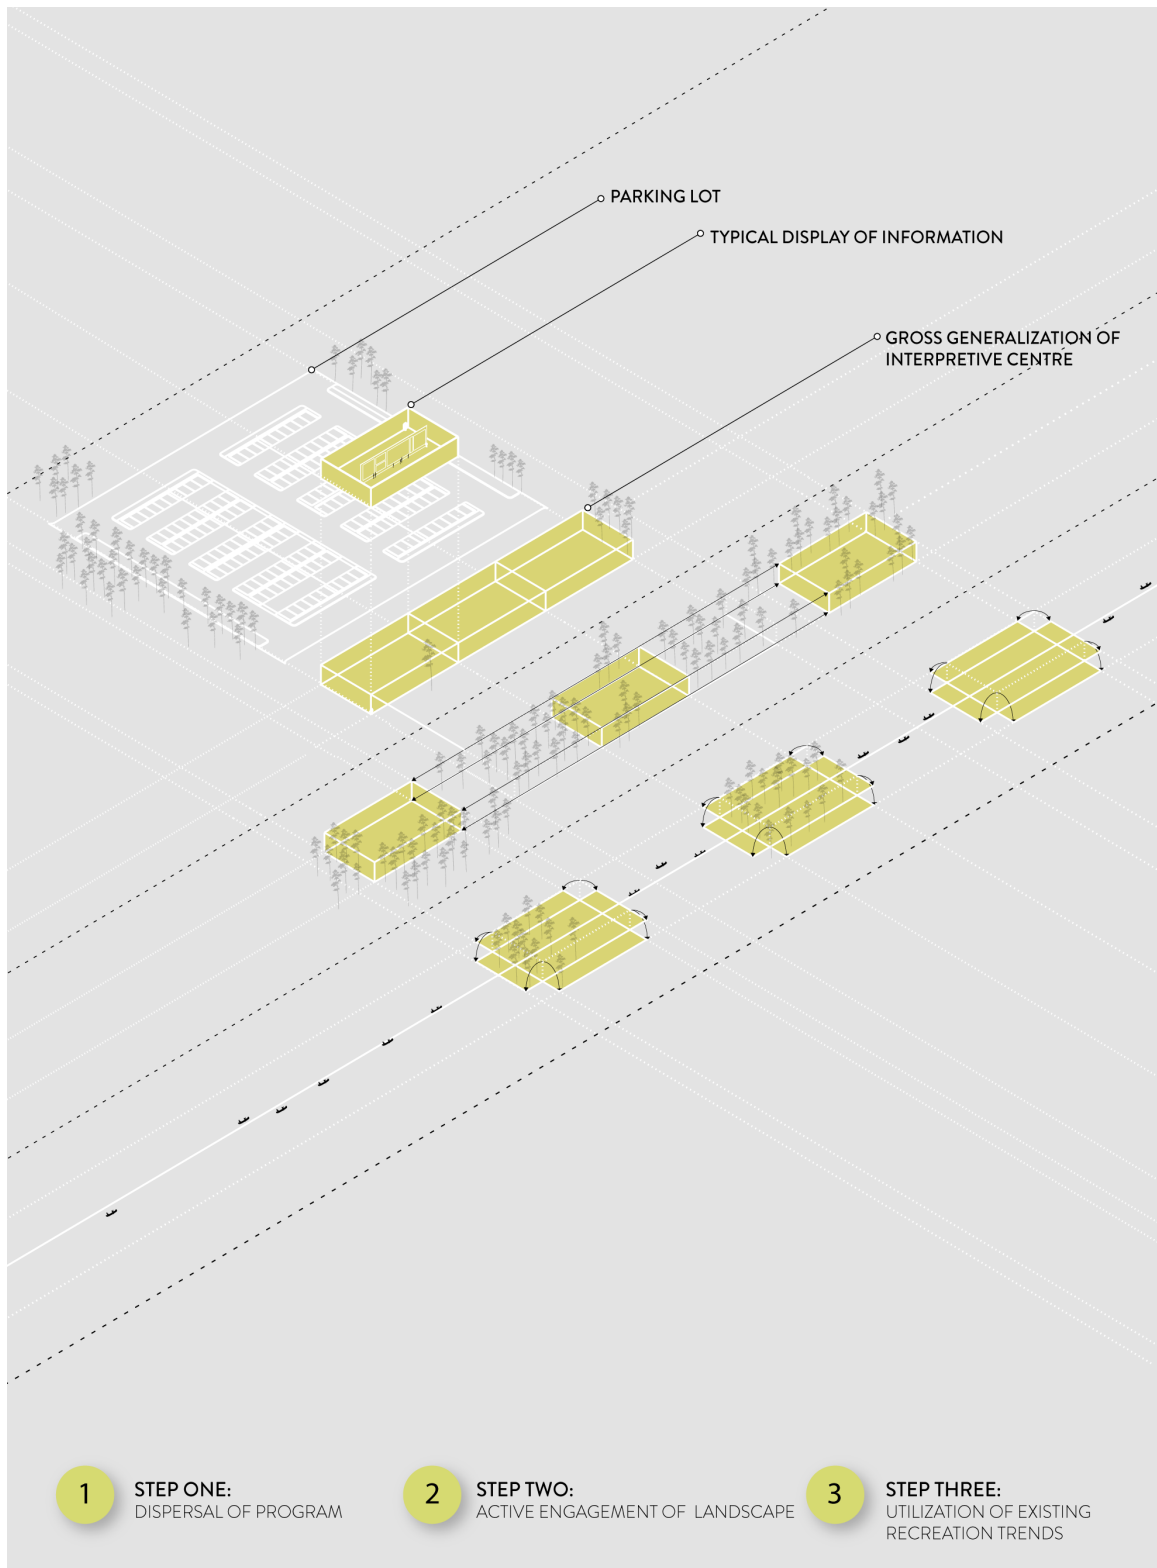 PARKING LOT
TYPICAL DISPLAY OF INFORMATION
GROSS GENERALIZATION OF
INTERPRETIVE CENTRE
1
STEP ONE:
DISPERSAL OF PROGRAM
2
STEP TWO:
ACTIVE ENGAGEMENT OF LANDSCAPE
3
STEP THREE:
UTILIZATION OF EXISTING
RECREATION TRENDS